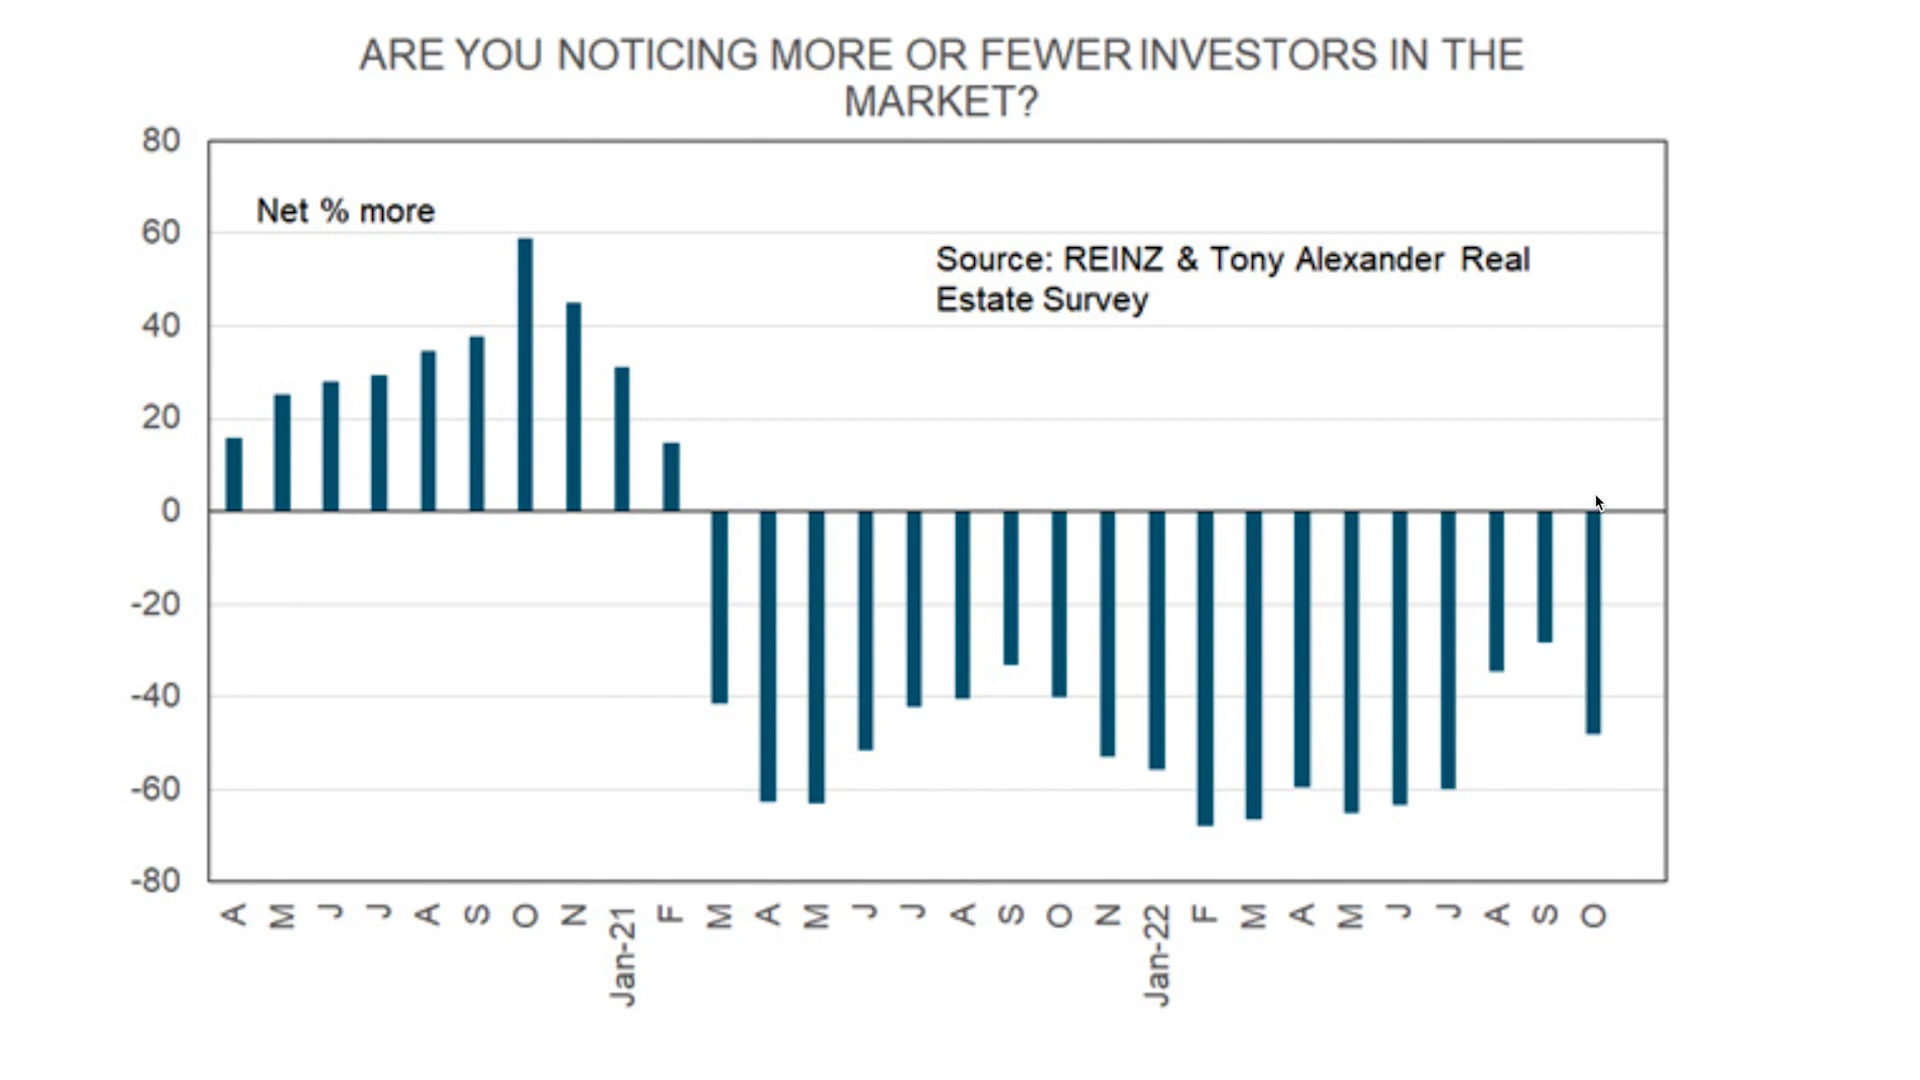 ARE YOU NOTICING MORE OR FEWER INVESTORS IN THE
MARKET?
80
Net % more
60
Source: REINZ & Tony Alexander Real
Estate Survey
40
20
0
-20
-40
-60
-80
A M J J A S O N Jan-21 F M A M J J A S O N Jan-22 F M A M J J A S O